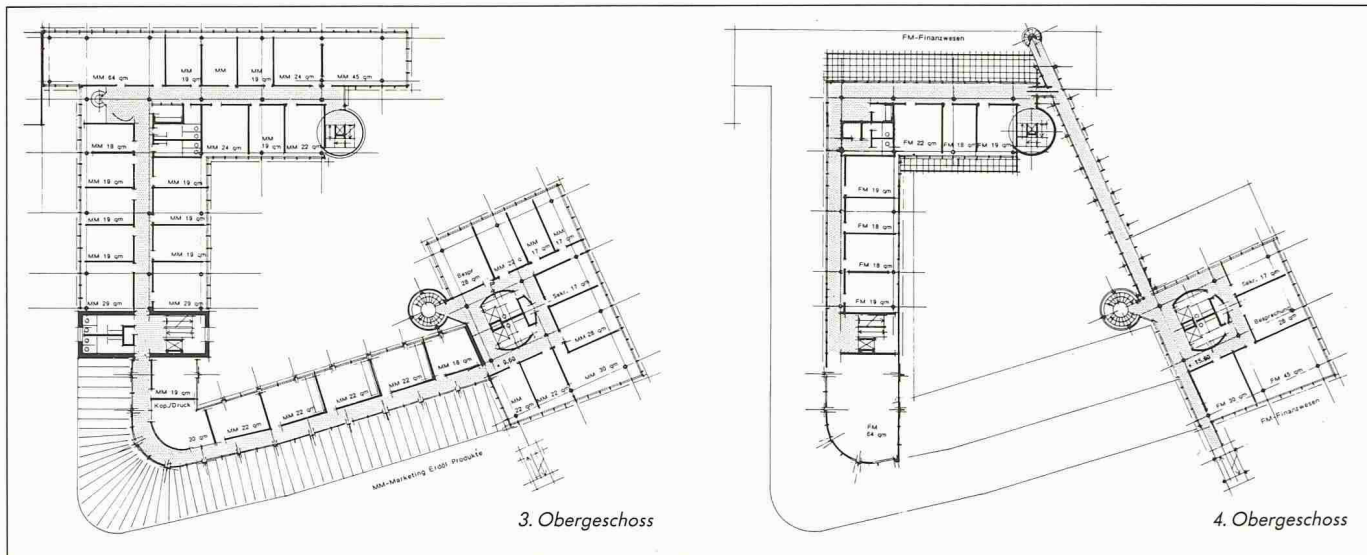 MM 64 qm
MM
19 qm
MM
MM
19 qm
MM 24 qm
MM 45 qm
MM 18 qm
MM 24 qm
MM
19 qm
MM 22 qm
MM 19 qm
MM 19 qm
MM 19 qm
MM 19 qm
MM 19 qm
MM 19 qm
MM 29 qm
MM 29 qm
MM 19 qm
Kop./Druck
30 qm
MM 22 qm
MM 22 qm
MM 22 qm
MM 22 qm
MM 18 qm
Bespr
28 qm
MM 22 q
MM
17 qm
MM
17 qm
Sekr. 17 qm
MM 28 qm
MM 30 qm
MM 22 qm
MM
22 qm
MM-Marketing Erdöl Produkte
3. Obergeschoss
FM-Finanzwesen
FM 22 qm
FM 18 qm
FM 19 qm
FM 19 qm
FM 18 qm
FM 18 qm
FM 19 qm
FM
64 qm
Sekr. 17 qm
Besprechung
28 qm
FM 45 qm
FM 30 qm
FM-Finanzwesen
4. Obergeschoss